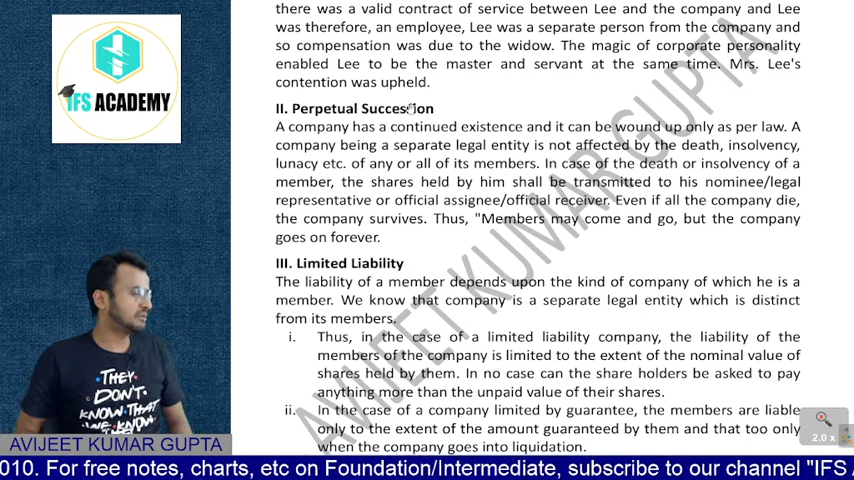 there was a valid contract of service between Lee and the company and Lee
was therefore, an employee, Lee was a separate person from the company and
so compensation was due to the widow. The magic of corporate personality
enabled Lee to be the master and servant at the same time. Mrs. Lee's
contention was upheld.
II. Perpetual Succession
A company has a continued existence and it can be wound up only as per law. A
company being a separate legal entity is not affected by the death, insolvency,
lunacy etc. of any or all of its members. In case of the death or insolvency of a
member, the shares held by him shall be transmitted to his nominee/legal
representative or official assignee/official receiver. Even if all the company die,
the company survives. Thus, "Members may come and go, but the company
goes on forever.
III. Limited Liability
The liability of a member depends upon the kind of company of which he is a
member. We know that company is a separate legal entity which is distinct
from its members.
i. Thus, in the case of a limited liability company, the liability of the
members of the company is limited to the extent of the nominal value of
shares held by them. In no case can the share holders be asked to pay
anything more than the unpaid value of their shares.
ii. In the case of a company limited by guarantee, the members are liable
only to the extent of the amount guaranteed by them and that too only
when the company goes into liquidation.
AVIJEET KUMAR GUPTA
IFS ACADEMY
THEY
DON'T
KNOW THAT
WE KNOW
AVIJEET KUMAR GUPTA
2.0 x
010. For free notes, charts, etc on Foundation/Intermediate, subscribe to our channel "IFS A